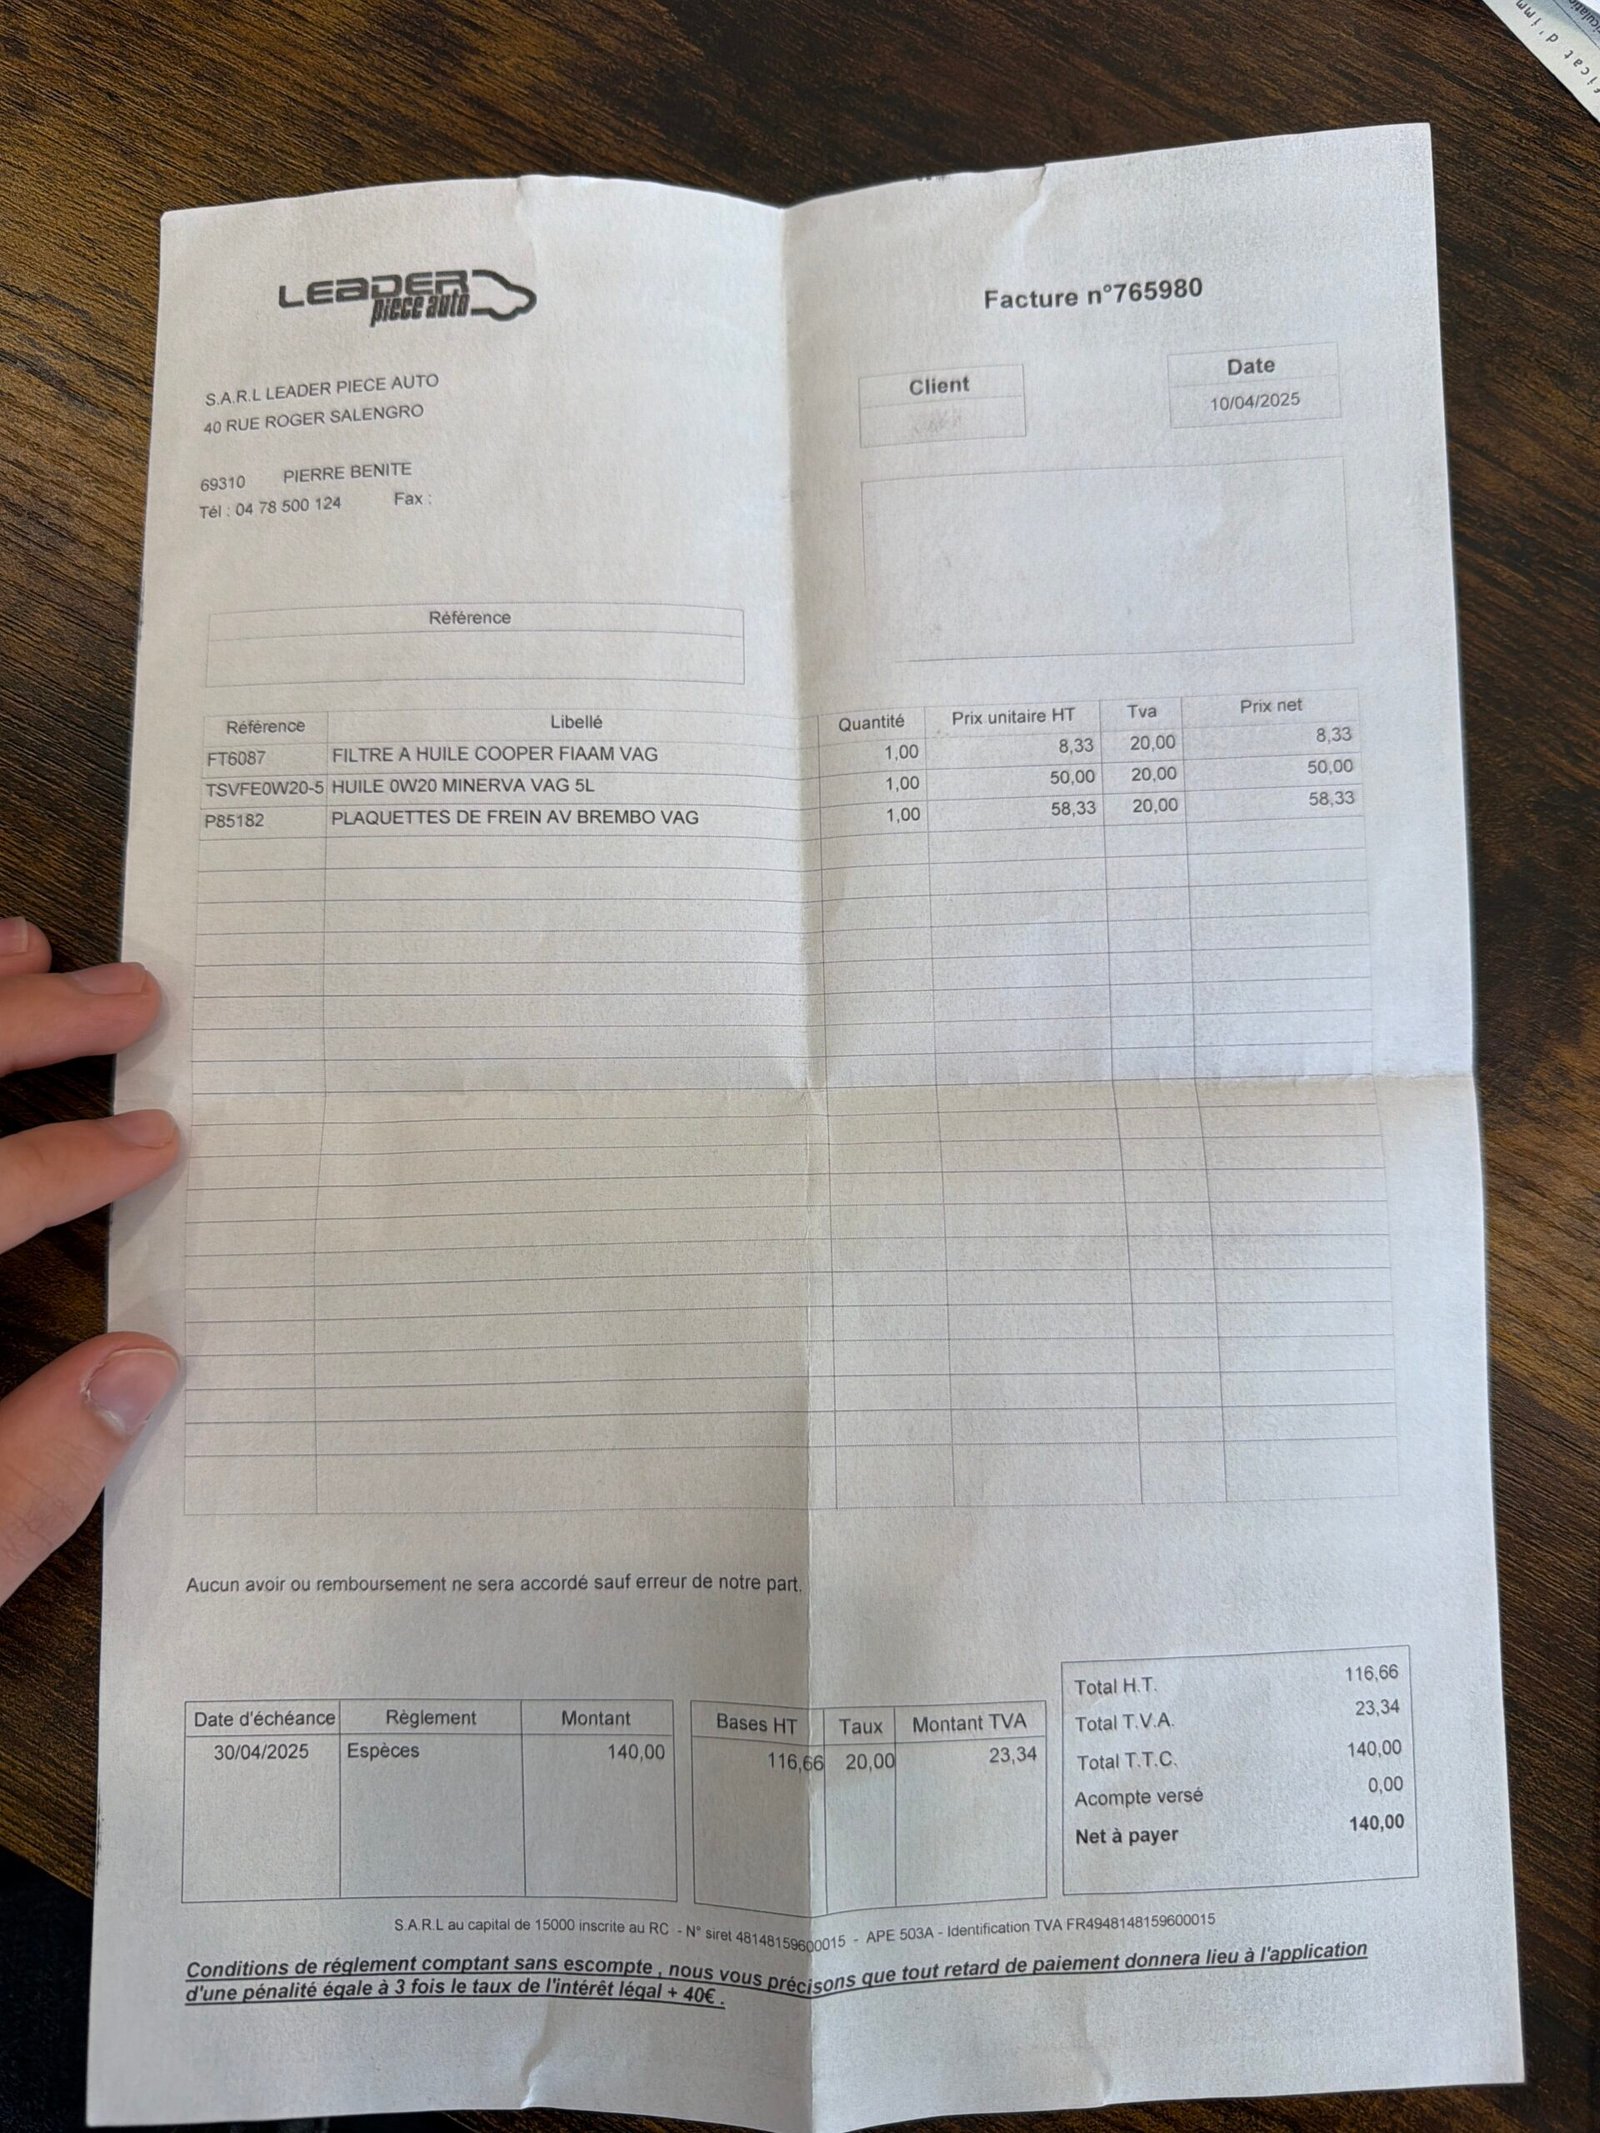 LEADER
piece auto
Facture n°765980
S.A.R.L LEADER PIECE AUTO
40 RUE ROGER SALENGRO
69310 PIERRE BENITE
Tél : 04 78 500 124 Fax :
Client
Date
10/04/2025
Référence
Référence Libellé Quantité Prix unitaire HT Tva Prix net
FT6087 FILTRE A HUILE COOPER FIAAM VAG 1,00 8,33 20,00 8,33
TSVFE0W20-5 HUILE 0W20 MINERVA VAG 5L 1,00 50,00 20,00 50,00
P85182 PLAQUETTES DE FREIN AV BREMBO VAG 1,00 58,33 20,00 58,33
Aucun avoir ou remboursement ne sera accordé sauf erreur de notre part.
Date d'échéance Règlement Montant
30/04/2025 Espèces 140,00
Bases HT Taux Montant TVA
116,66 20,00 23,34
Total H.T. 116,66
Total T.V.A. 23,34
Total T.T.C. 140,00
Acompte versé 0,00
Net à payer 140,00
S.A.R.L au capital de 15000 inscrite au RC - N° siret 48148159600015 - APE 503A - Identification TVA FR4948148159600015
Conditions de réglement comptant sans escompte , nous vous précisons que tout retard de paiement donnera lieu à l'application
d'une pénalité égale à 3 fois le taux de l'intérêt légal + 40€ .